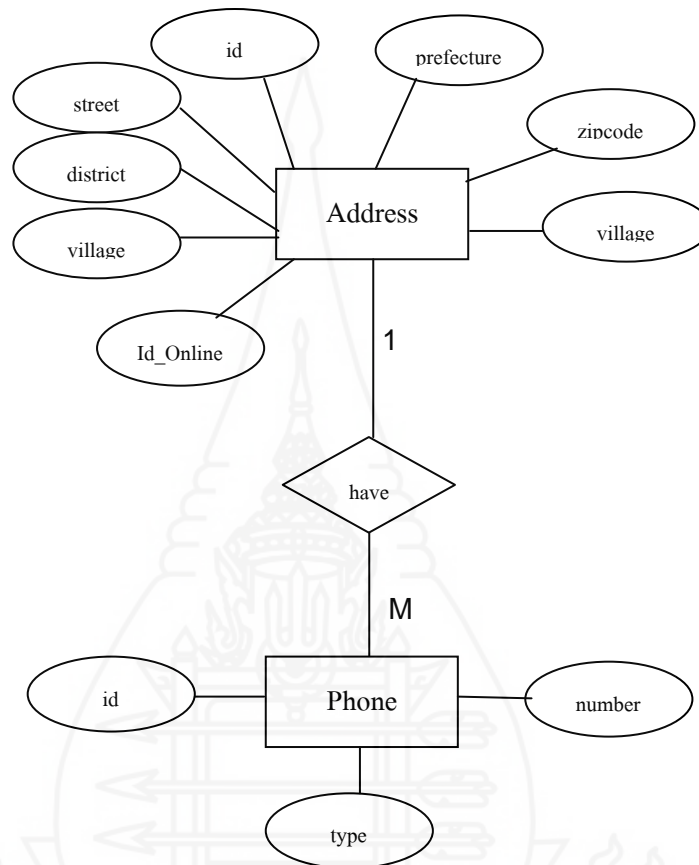 id
prefecture
street
zipcode
district
Address
village
village
Id_Online
1
have
M
id
Phone
number
type